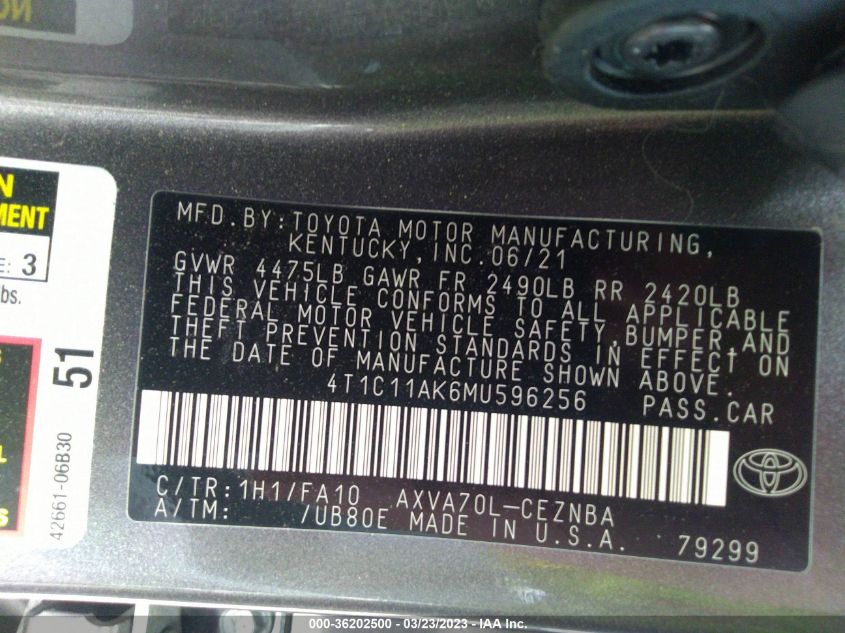 MFD. BY: TOYOTA MOTOR MANUFACTURING,
KENTUCKY, INC. 06/21
GVWR 4475LB GAWR FR 2490LB RR 2420LB
THIS VEHICLE CONFORMS TO ALL APPLICABLE
FEDERAL MOTOR VEHICLE SAFETY, BUMPER, AND
THEFT PREVENTION STANDARDS IN EFFECT ON
THE DATE OF MANUFACTURE SHOWN ABOVE.
4T1C11AK6MU596256 PASS.CAR
C/TR: 1H1/FA10 AXVA70L-CEZNBA
A/TM: /UB80E MADE IN U.S.A. 79299
MENT
E: 3
bs.
51
42661-06B30
000-36202500 - 03/23/2023 - IAA Inc.